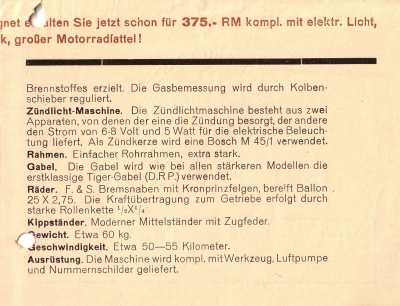 gnet e alten Sie jetzt schon für 375.- RM kompl. mit elektr. Licht,
k, großer Motorradsattel!
Brennstoffes erzielt. Die Gasbemessung wird durch Kolben-
schieber reguliert.
Zündlicht-Maschine. Die Zündlichtmaschine besteht aus zwei
Apparaten, von denen der eine die Zündung besorgt, der andere
den Strom von 6-8 Volt und 5 Watt für die elektrische Beleuch-
tung liefert. Als Zündkerze wird eine Bosch M 45/1 verwendet.
Rahmen. Einfacher Rohrrahmen, extra stark.
Gabel. Die Gabel wird wie bei allen stärkeren Modellen die
erstklassige Tiger-Gabel (D.R.P.) verwendet.
Räder. F. & S. Bremsnaben mit Kronprinzfelgen, bereift Ballon
25 X 2,75. Die Kraftübertragung zum Getriebe erfolgt durch
starke Rollenkette 1/2X1/4
Kippständer. Moderner Mittelständer mit Zugfeder.
Gewicht. Etwa 60 kg.
Geschwindigkeit. Etwa 50—55 Kilometer.
Ausrüstung. Die Maschine wird kompl. mit Werkzeug, Luftpumpe
und Nummernschilder geliefert.